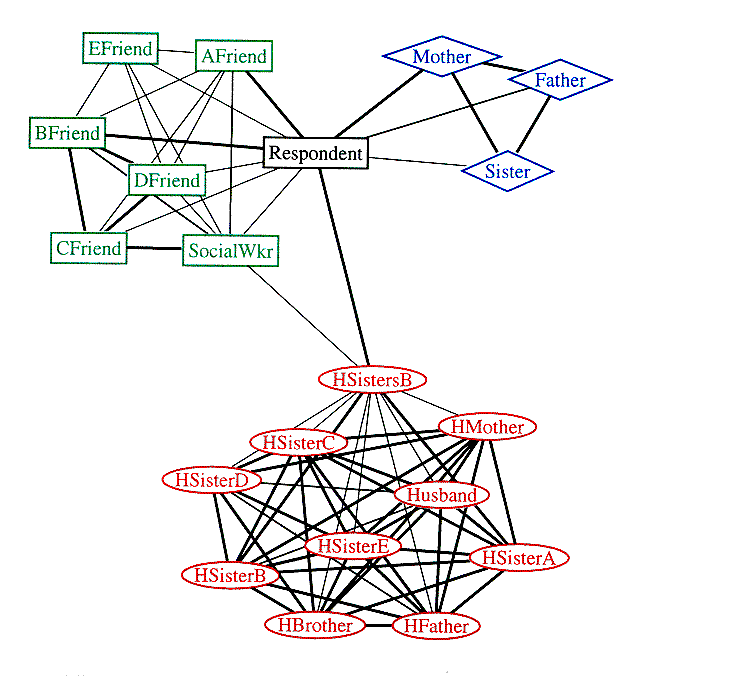 EFriend
AFriend
Mother
Father
BFriend
Respondent
Sister
DFriend
CFriend
SocialWkr
HSistersB
HMother
HSisterC
HSisterD
Husband
HSisterE
HSisterA
HSisterB
HBrother
HFather